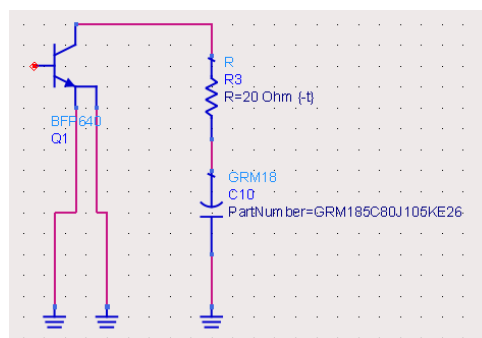 R
R3
R=20 Ohm {-t}
BFP640
Q1
GRM18
C10
PartNumber=GRM185C80J105KE26